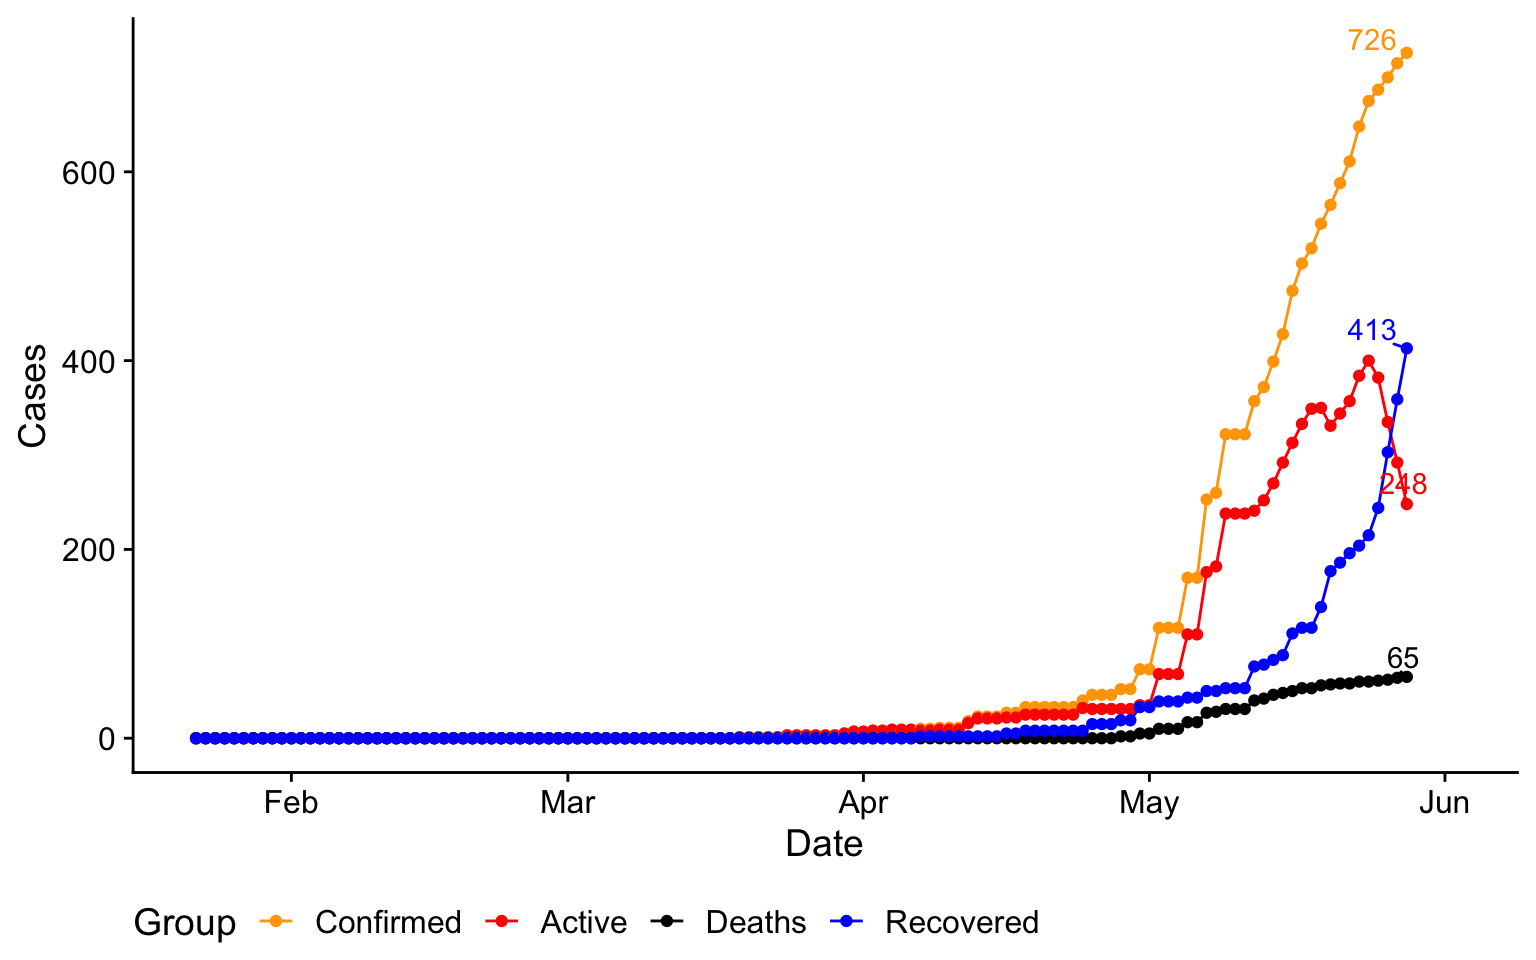 726
600
413
400
248
200
65
0
Cases
Feb Mar Apr May Jun
Date
Group Confirmed Active Deaths Recovered